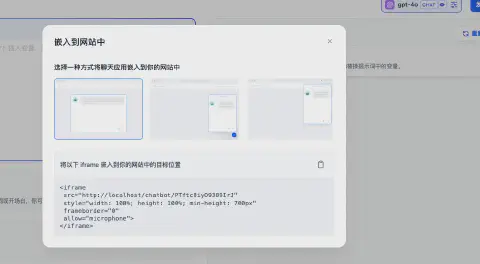 gpt-4o CHAT
嵌入到网站中
选择一种方式将聊天应用嵌入到你的网站中
将以下 iframe 嵌入到你的网站中的目标位置
<iframe
src="http://localhost/chatbot/
style="width: 100%; height: 100%; min-height: 700px"
frameborder="0"
allow="microphone">
</iframe>